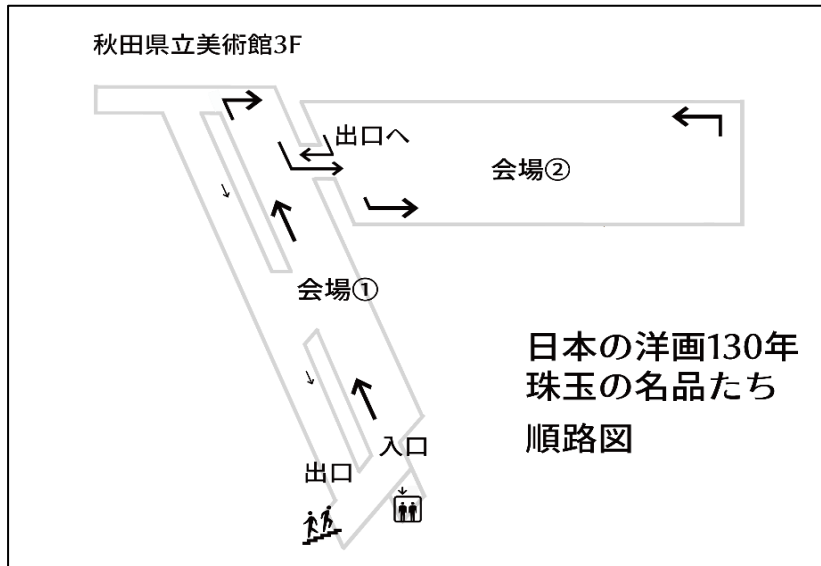 秋田県立美術館3F
出口へ
会場②
会場①
日本の洋画130年
珠玉の名品たち
順路図
入口
出口